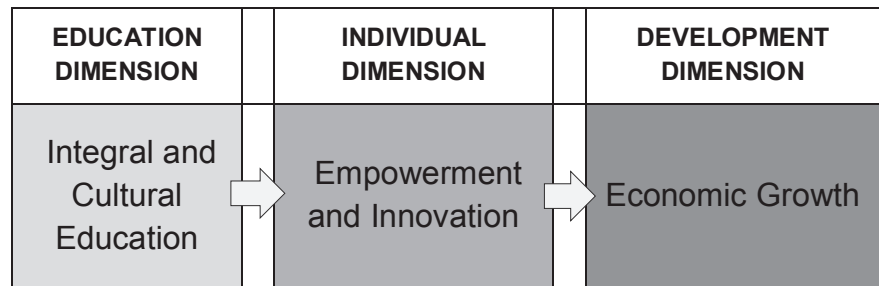 EDUCATION
DIMENSION
INDIVIDUAL
DIMENSION
DEVELOPMENT
DIMENSION
Integral and
Cultural
Education
Empowerment
and Innovation
Economic Growth